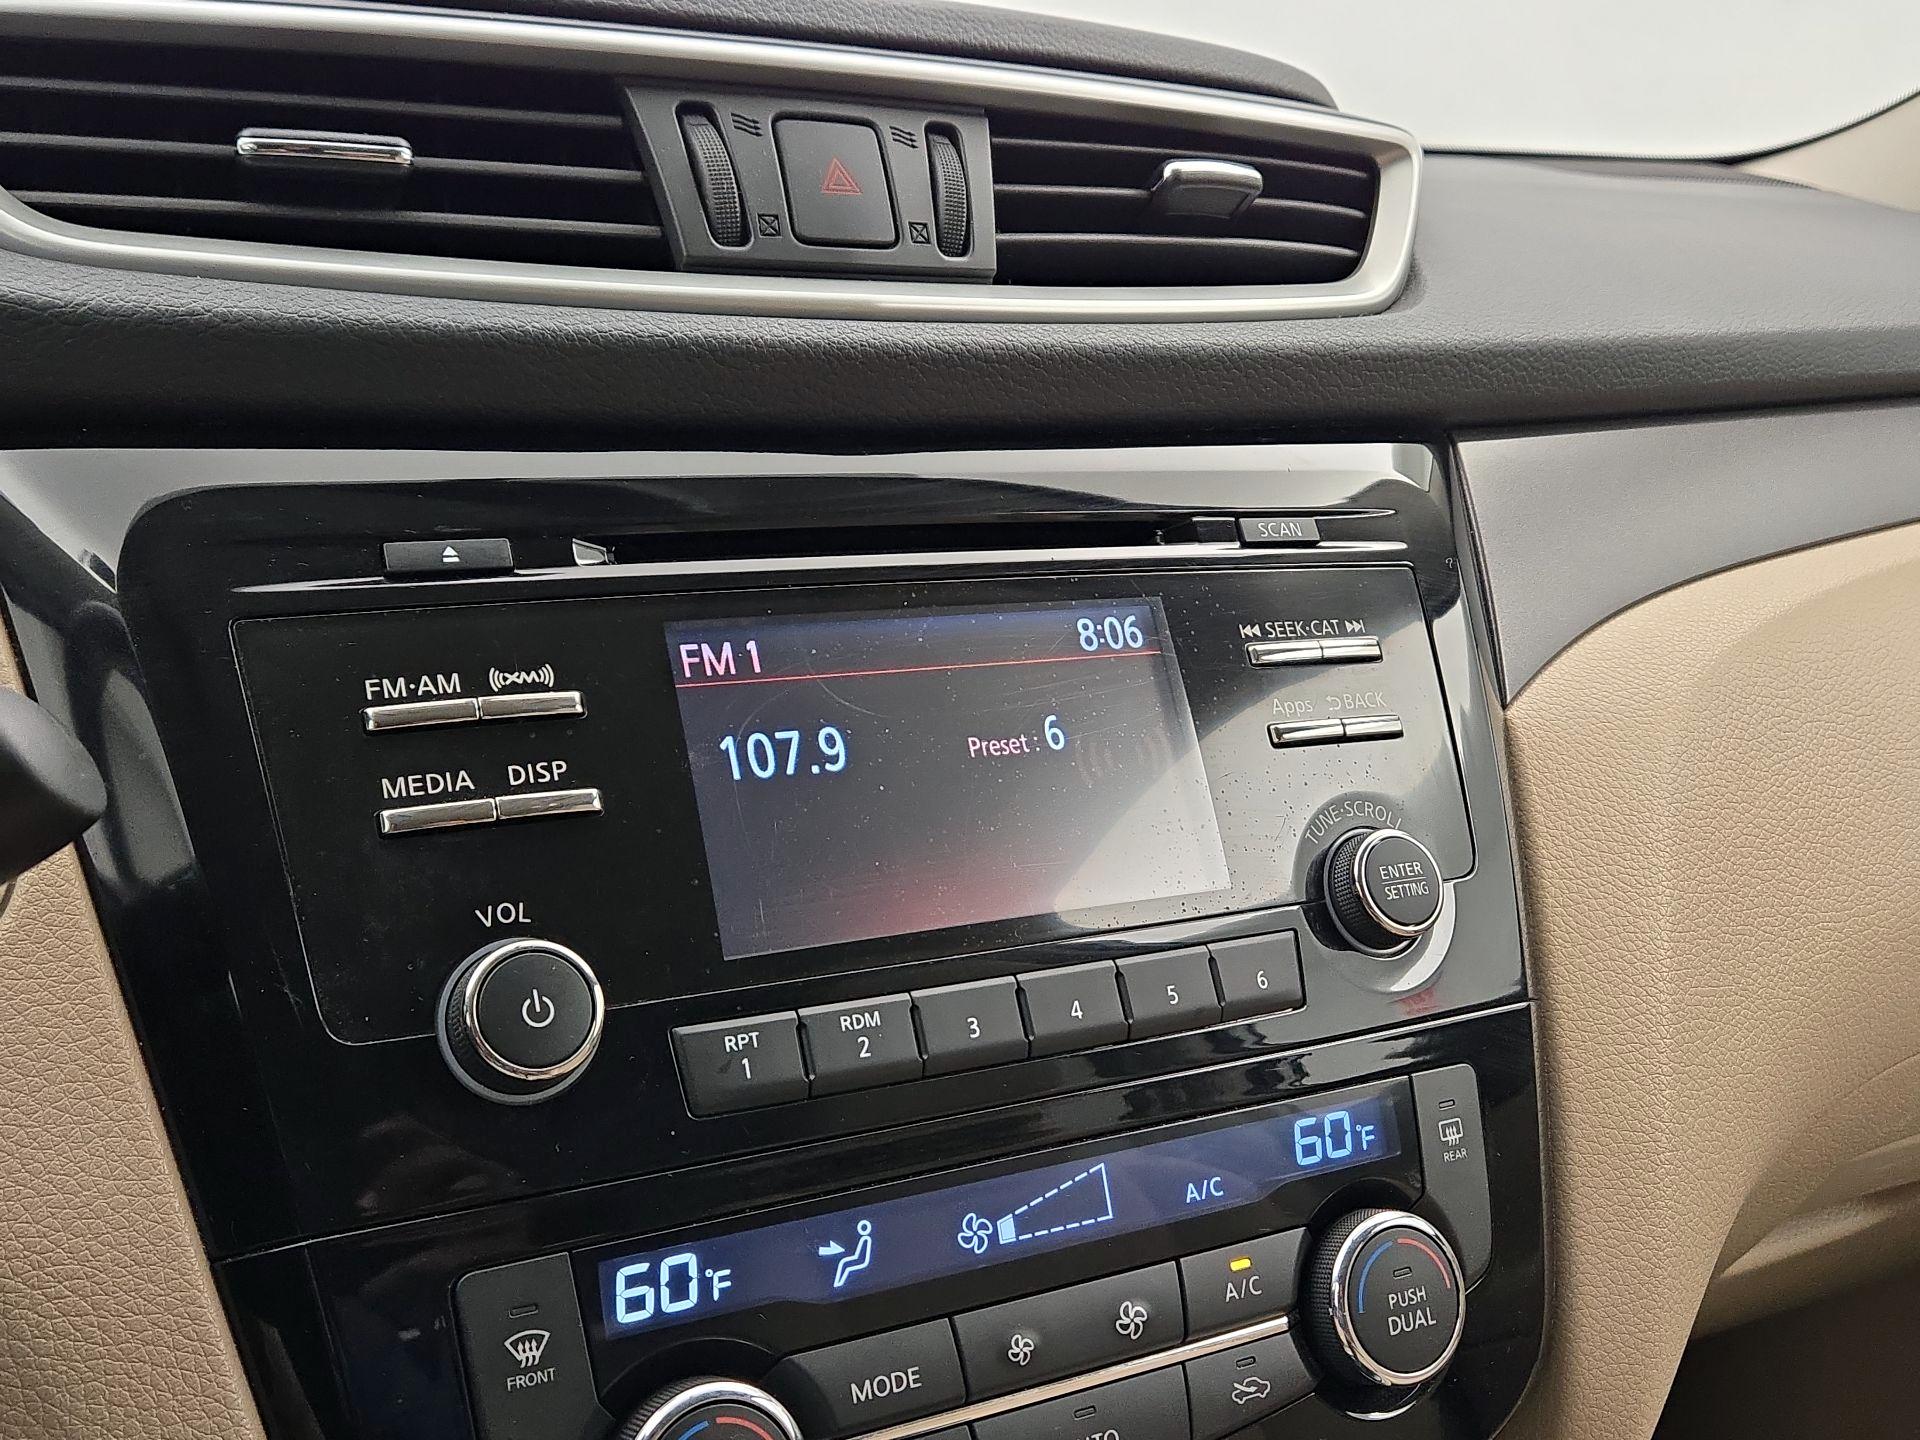 SCAN
FM·AM
XM
FM 1
8:06
SEEK·CAT
107.9
Preset : 6
Apps
BACK
MEDIA
DISP
TUNE·SCROLL
ENTER
SETTING
VOL
RPT
1
RDM
2
3
4
5
6
60°F
A/C
60°F
REAR
FRONT
MODE
A/C
PUSH
DUAL